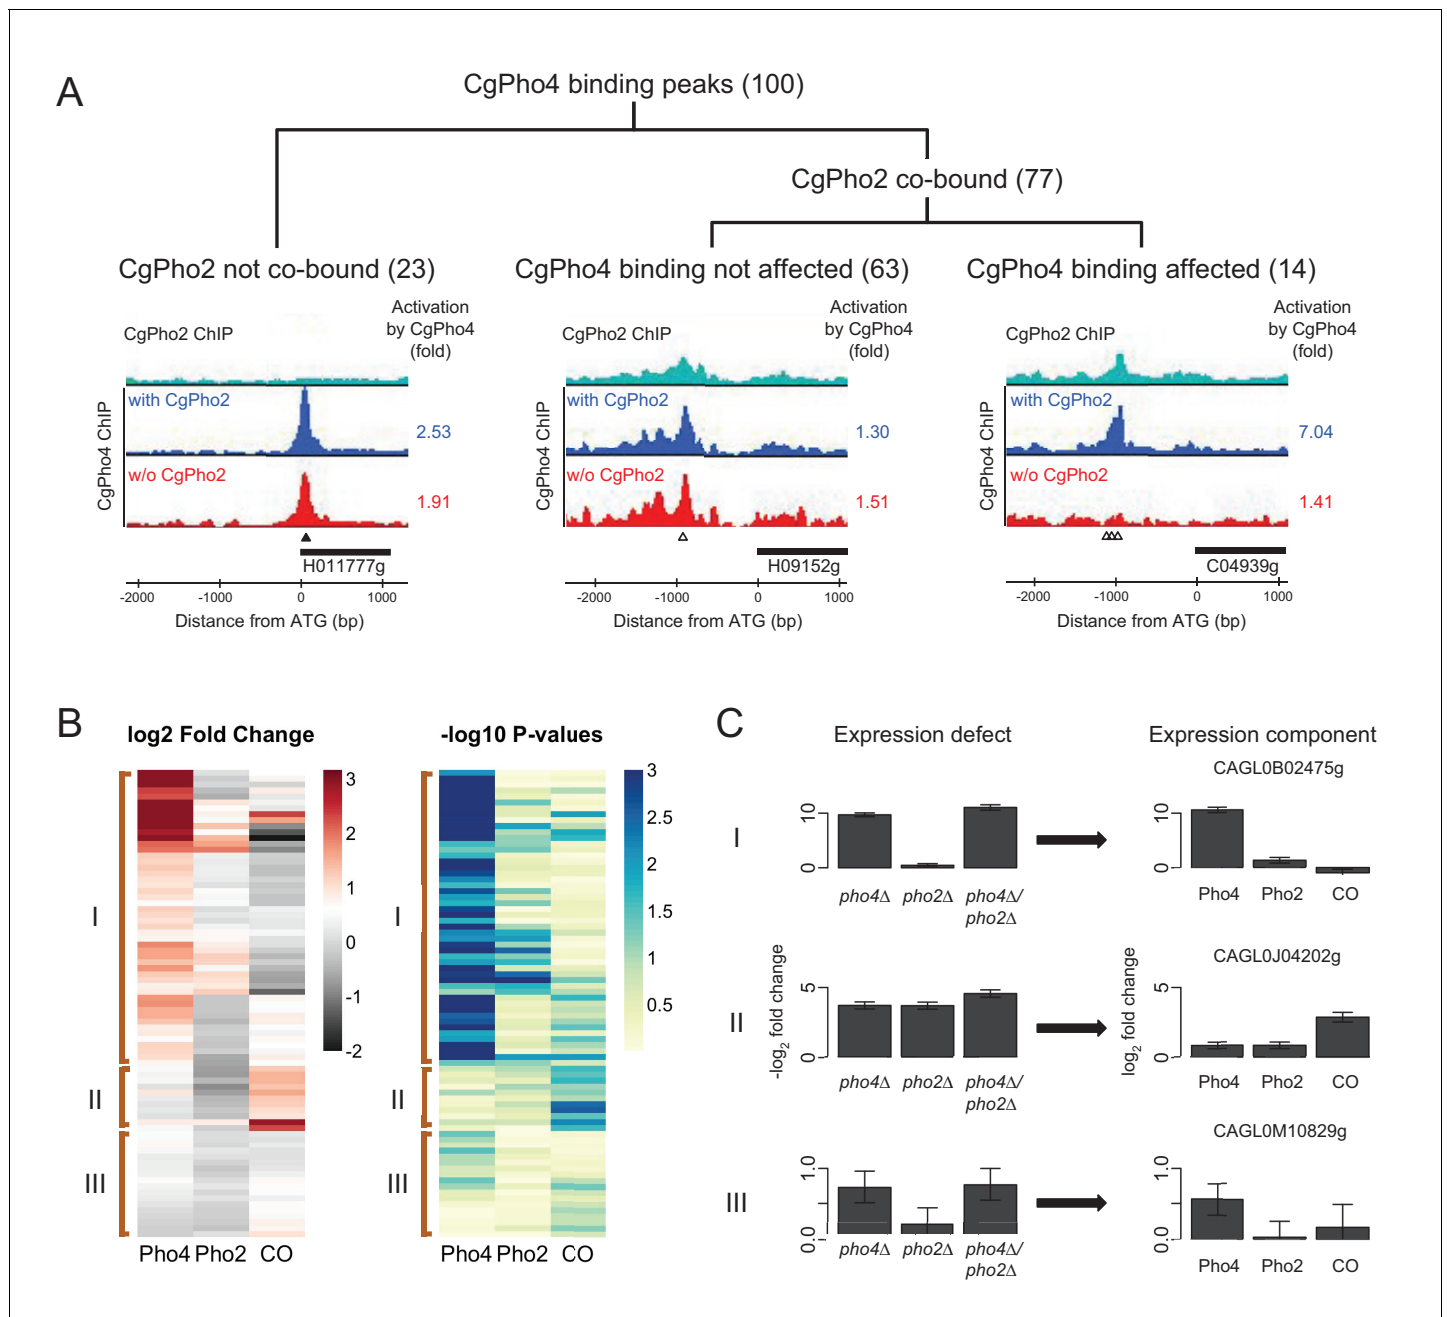 A
CgPho4 binding peaks (100)
CgPho2 co-bound (77)
CgPho2 not co-bound (23)
CgPho4 binding not affected (63)
CgPho4 binding affected (14)
CgPho2 ChIP
Activation
by CgPho4
(fold)
CgPho4 ChIP
with CgPho2
2.53
w/o CgPho2
1.91
H011777g
-2000 -1000 0 1000
Distance from ATG (bp)
CgPho2 ChIP
Activation
by CgPho4
(fold)
CgPho4 ChIP
with CgPho2
1.30
w/o CgPho2
1.51
H09152g
-2000 -1000 0 1000
Distance from ATG (bp)
CgPho2 ChIP
Activation
by CgPho4
(fold)
CgPho4 ChIP
with CgPho2
7.04
w/o CgPho2
1.41
C04939g
-2000 -1000 0 1000
Distance from ATG (bp)
B
log2 Fold Change
3
2
1
0
-1
-2
I
II
III
Pho4 Pho2 CO
-log10 P-values
3
2.5
2
1.5
1
0.5
I
II
III
Pho4 Pho2 CO
C
Expression defect
Expression component
I
10
0
pho4Δ pho2Δ pho4Δ/
pho2Δ
CAGL0B02475g
10
0
Pho4 Pho2 CO
II
-log2 fold change
5
0
pho4Δ pho2Δ pho4Δ/
pho2Δ
CAGL0J04202g
log2 fold change
5
0
Pho4 Pho2 CO
III
1.0
0.0
pho4Δ pho2Δ pho4Δ/
pho2Δ
CAGL0M10829g
1.0
0.0
Pho4 Pho2 CO